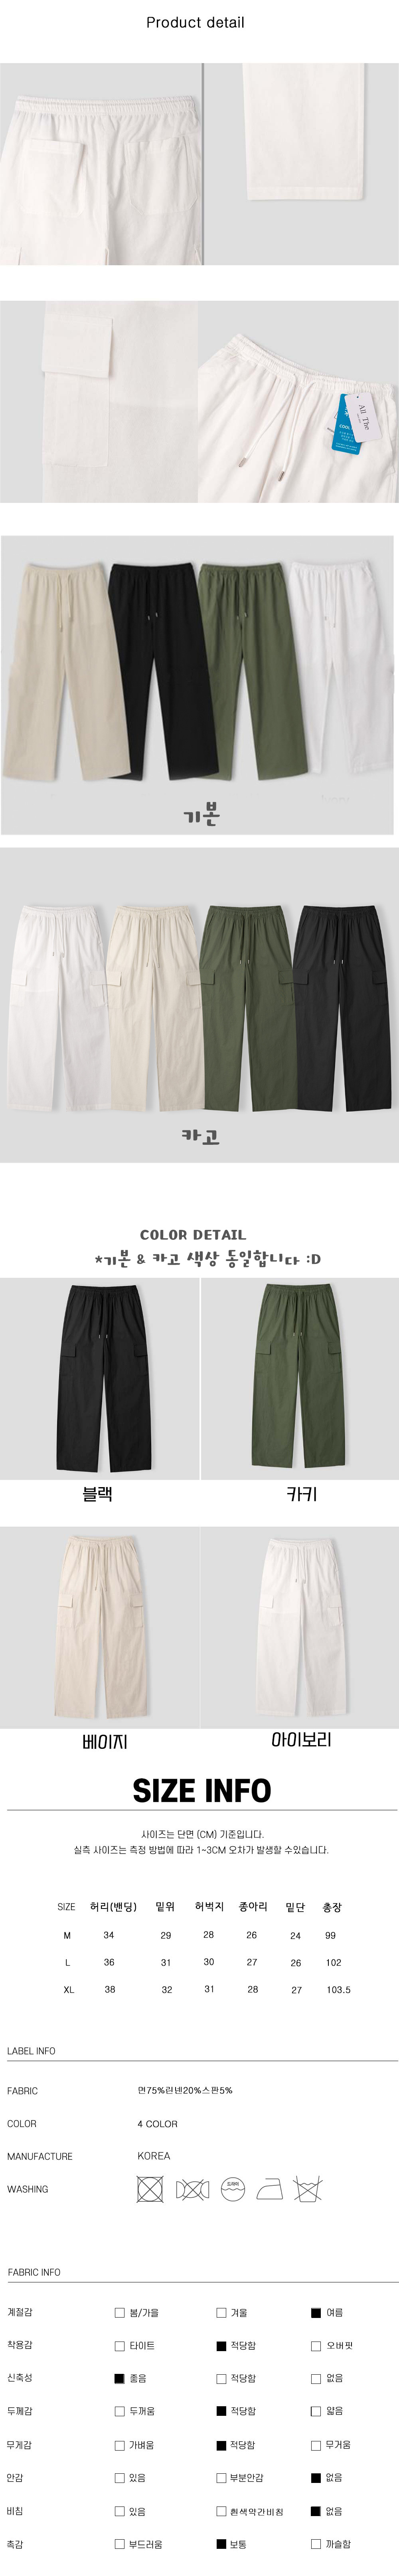 Product detail
All The
COOL
기본
카고
COLOR DETAIL
*기본 & 카고 색상 동일합니다 :D
블랙
카키
베이지
아이보리
SIZE INFO
사이즈는 단면 (CM) 기준입니다.
실측 사이즈는 측정 방법에 따라 1~3CM 오차가 발생할 수있습니다.
SIZE 허리(밴딩) 밑위 허벅지 종아리 밑단 총장
M 34 29 28 26 24 99
L 36 31 30 27 26 102
XL 38 32 31 28 27 103.5
LABEL INFO
FABRIC 면75%린넨20%스판5%
COLOR 4 COLOR
MANUFACTURE KOREA
WASHING 드라이
FABRIC INFO
계절감 봄/가을 겨울 여름
착용감 타이트 적당함 오버핏
신축성 좋음 적당함 없음
두께감 두꺼움 적당함 얇음
무게감 가벼움 적당함 무거움
안감 있음 부분안감 없음
비침 있음 흰색약간비침 없음
촉감 부드러움 보통 까슬함